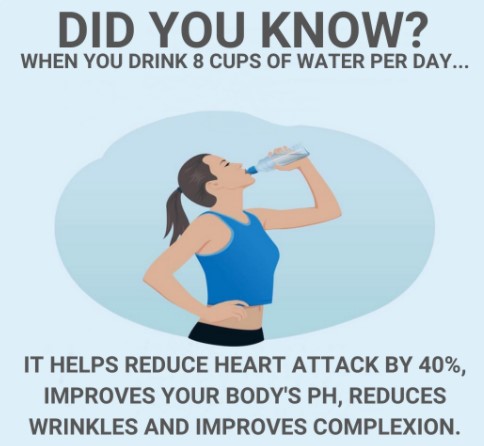 DID YOU KNOW?
WHEN YOU DRINK 8 CUPS OF WATER PER DAY...
IT HELPS REDUCE HEART ATTACK BY 40%,
IMPROVES YOUR BODY'S PH, REDUCES
WRINKLES AND IMPROVES COMPLEXION.